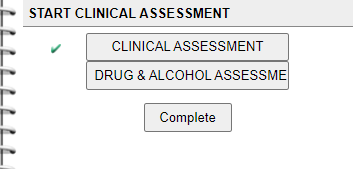 START CLINICAL ASSESSMENT
CLINICAL ASSESSMENT
DRUG & ALCOHOL ASSESSME
Complete